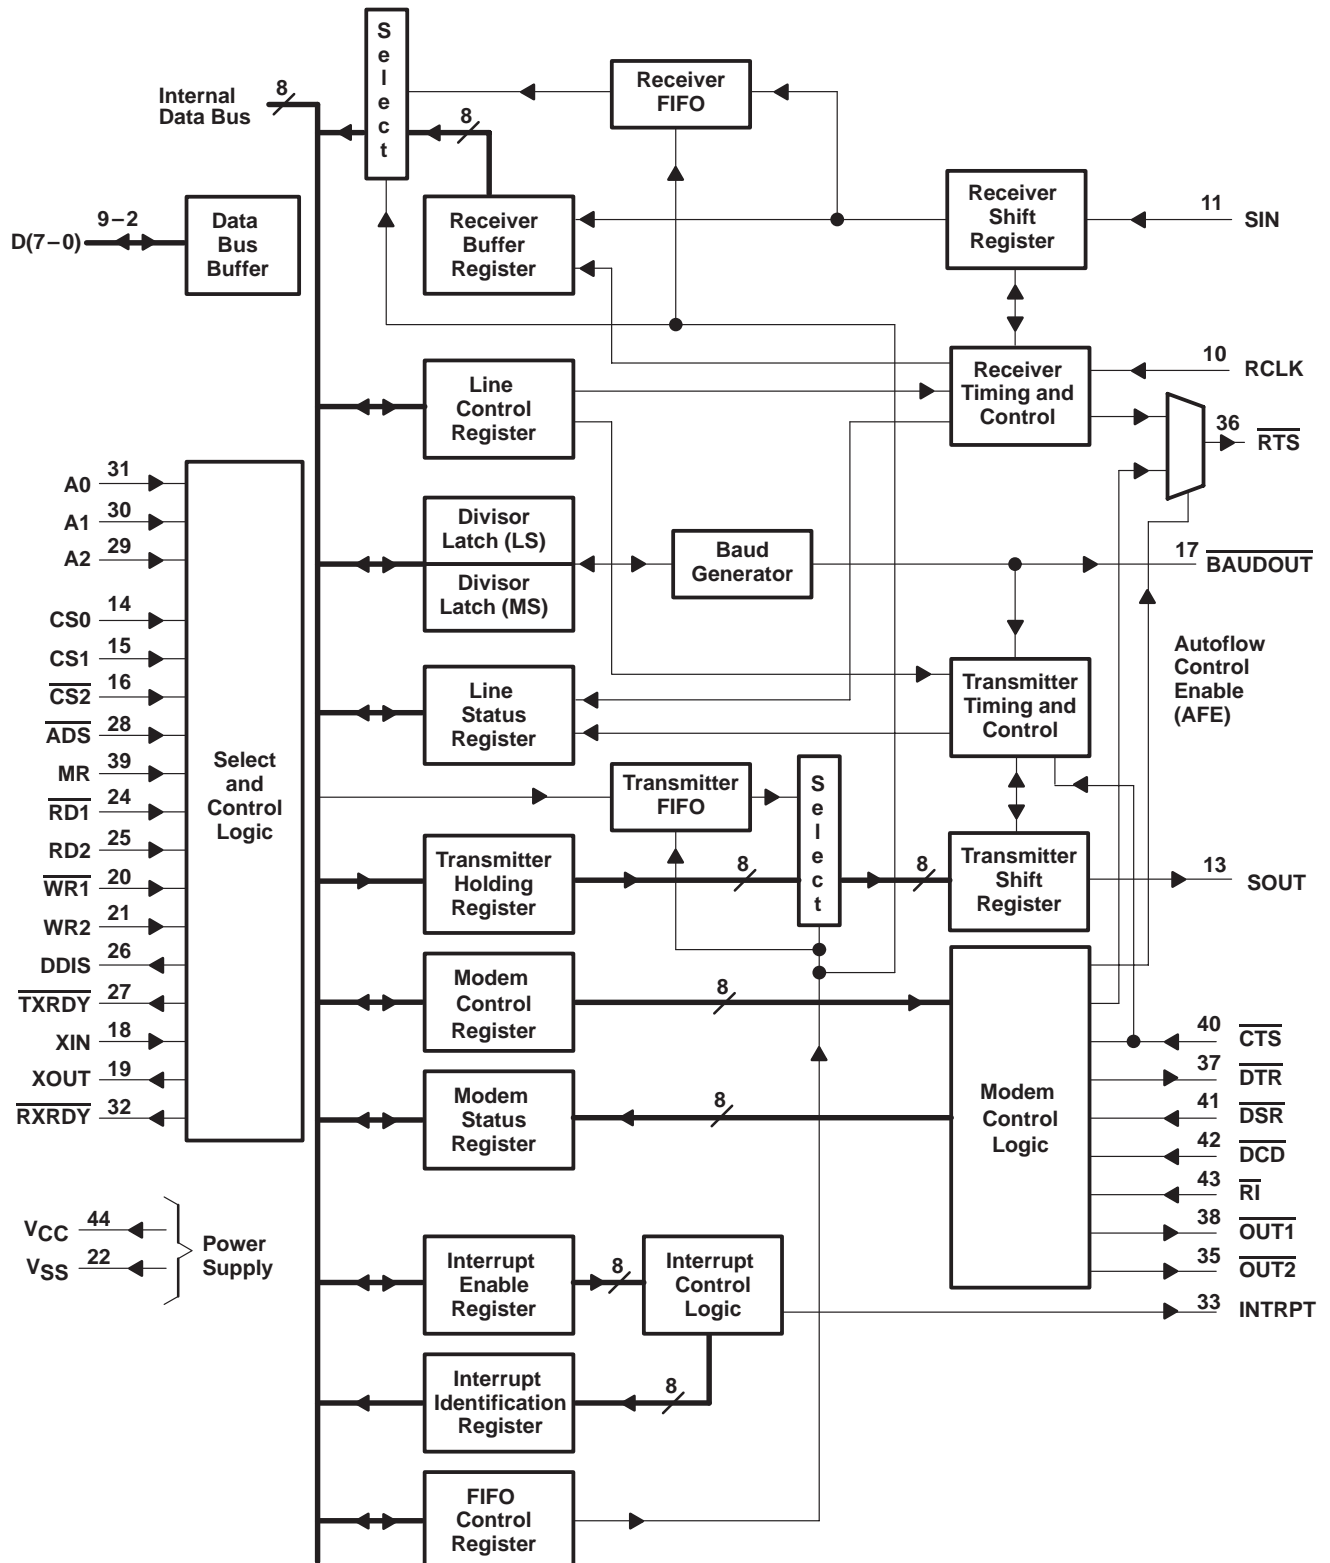 S
e
l
e
c
t
8
Internal
Data Bus
8
Receiver
FIFO
9–2
D(7–0)
Data
Bus
Buffer
Receiver
Buffer
Register
Receiver
Shift
Register
11
SIN
Line
Control
Register
Receiver
Timing and
Control
10
RCLK
36
RTS
31
A0
30
A1
29
A2
14
CS0
15
CS1
16
CS2
28
ADS
39
MR
24
RD1
25
RD2
20
WR1
21
WR2
26
DDIS
27
TXRDY
18
XIN
19
XOUT
32
RXRDY
Select
and
Control
Logic
Divisor
Latch (LS)
Divisor
Latch (MS)
Baud
Generator
17
BAUDOUT
Autoflow
Control
Enable
(AFE)
Line
Status
Register
Transmitter
Timing and
Control
Transmitter
FIFO
S
e
l
e
c
t
Transmitter
Holding
Register
8
8
Transmitter
Shift
Register
13
SOUT
Modem
Control
Register
8
Modem
Status
Register
8
Modem
Control
Logic
40
CTS
37
DTR
41
DSR
42
DCD
43
RI
38
OUT1
35
OUT2
33
INTRPT
44
VCC
22
VSS
Power
Supply
Interrupt
Enable
Register
8
Interrupt
Control
Logic
Interrupt
Identification
Register
8
FIFO
Control
Register